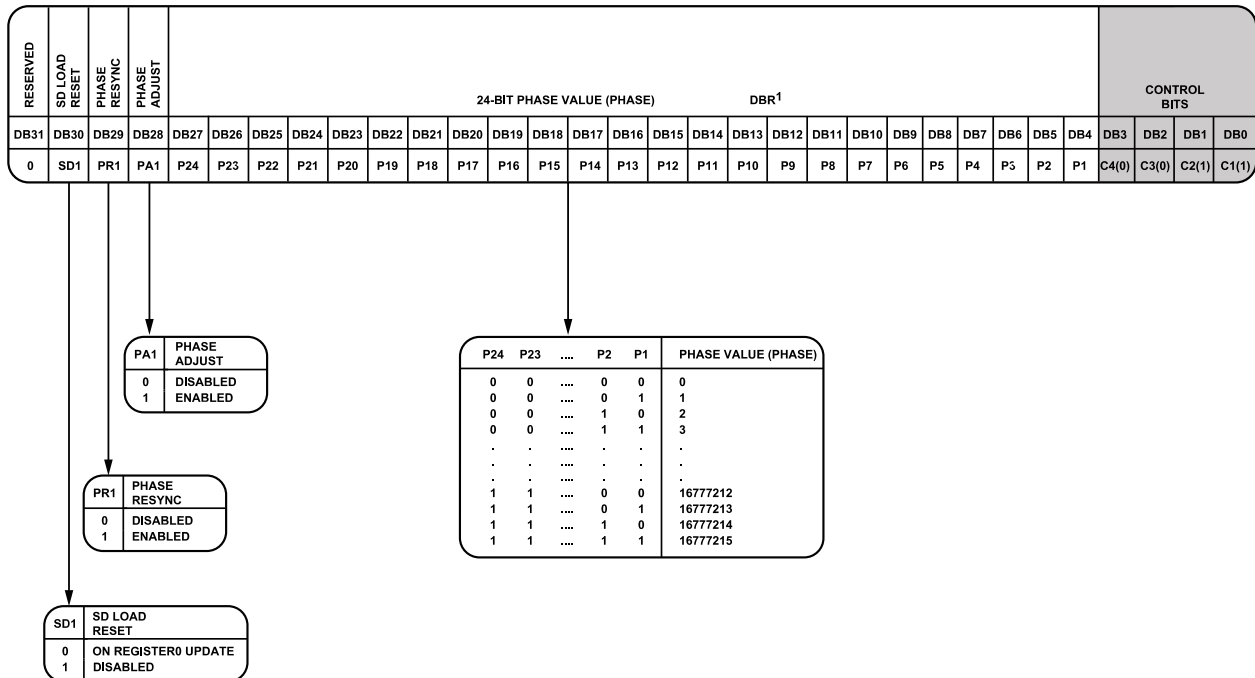 RESERVED
SD LOAD
RESET
PHASE
RESYNC
PHASE
ADJUST
24-BIT PHASE VALUE (PHASE) DBR1
CONTROL
BITS
DB31 DB30 DB29 DB28 DB27 DB26 DB25 DB24 DB23 DB22 DB21 DB20 DB19 DB18 DB17 DB16 DB15 DB14 DB13 DB12 DB11 DB10 DB9 DB8 DB7 DB6 DB5 DB4 DB3 DB2 DB1 DB0
0 SD1 PR1 PA1 P24 P23 P22 P21 P20 P19 P18 P17 P16 P15 P14 P13 P12 P11 P10 P9 P8 P7 P6 P5 P4 P3 P2 P1 C4(0) C3(0) C2(1) C1(1)
PA1 PHASE
ADJUST
0 DISABLED
1 ENABLED
P24 P23 .... P2 P1 PHASE VALUE (PHASE)
0 0 .... 0 0 0
0 0 .... 0 1 1
0 0 .... 1 0 2
0 0 .... 1 1 3
. . .... . . .
. . .... . . .
. . .... . . .
1 1 .... 0 0 16777212
1 1 .... 0 1 16777213
1 1 .... 1 0 16777214
1 1 .... 1 1 16777215
PR1 PHASE
RESYNC
0 DISABLED
1 ENABLED
SD1 SD LOAD
RESET
0 ON REGISTER0 UPDATE
1 DISABLED